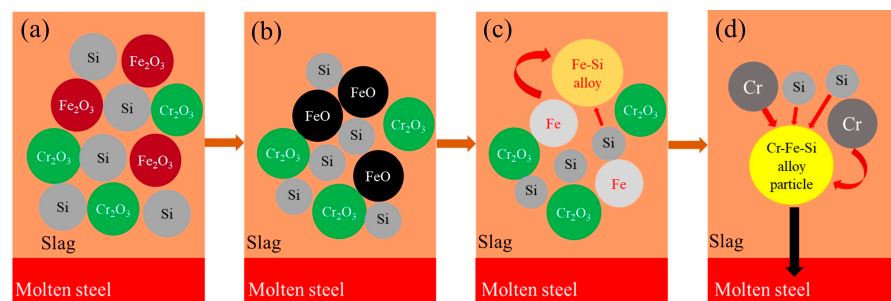 (a)
Si
Fe₂O₃
Fe₂O₃
Si
Cr₂O₃
Cr₂O₃
Si
Fe₂O₃
Si
Cr₂O₃
Si
Slag
Molten steel
(b)
Si
FeO
FeO
Cr₂O₃
Si
Cr₂O₃
Si
FeO
Cr₂O₃
Si
Slag
Molten steel
(c)
Fe-Si
alloy
Cr₂O₃
Fe
Si
Cr₂O₃
Si
Fe
Si
Cr₂O₃
Slag
Molten steel
(d)
Cr
Si
Si
Cr
Cr-Fe-Si
alloy
particle
Slag
Molten steel